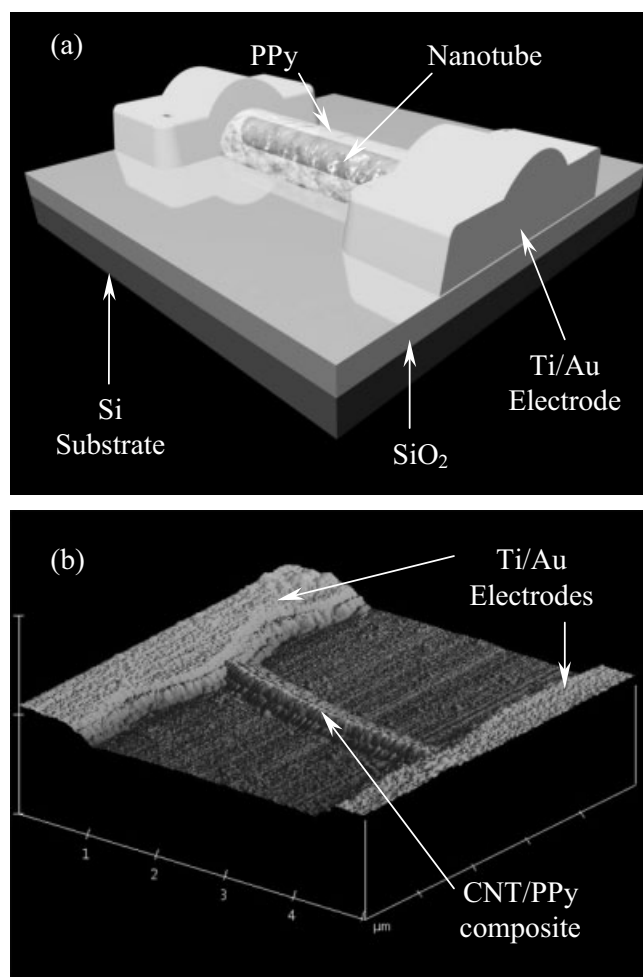 (a)
PPy
Nanotube
Si
Substrate
SiO₂
Ti/Au
Electrode
(b)
Ti/Au
Electrodes
1
2
3
4
μm
CNT/PPy
composite